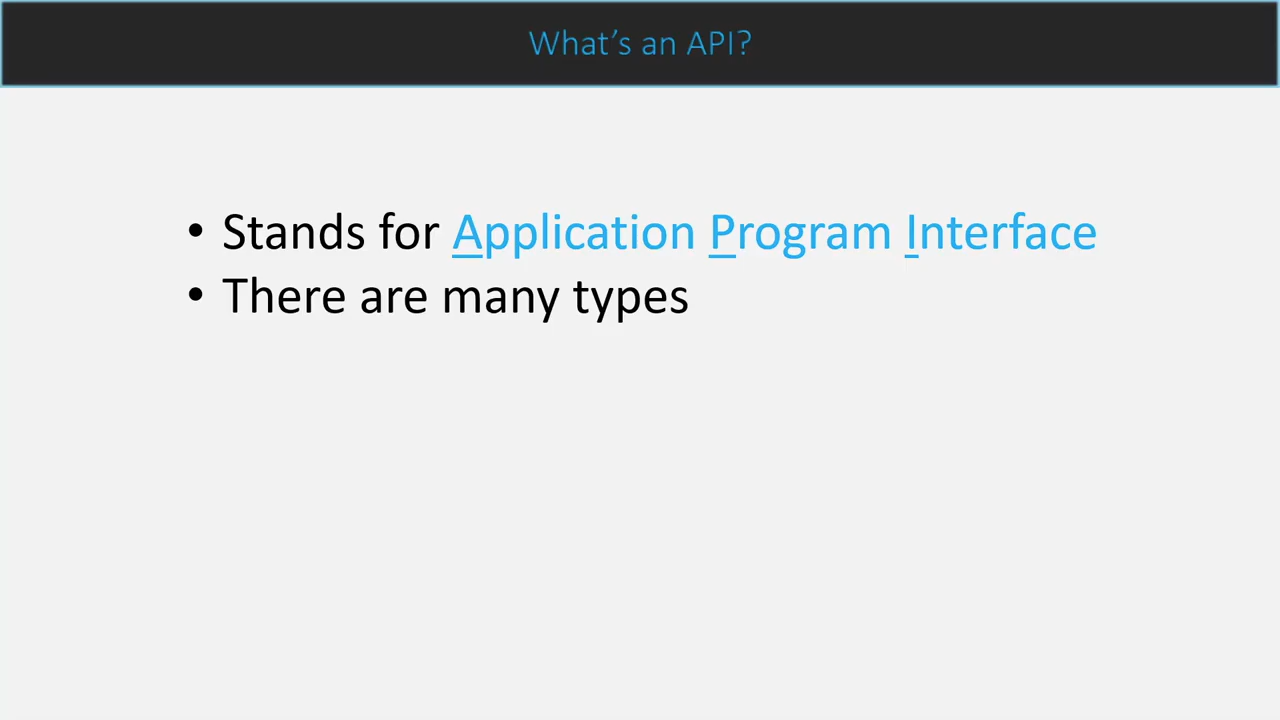 What’s an API?
• Stands for Application Program Interface
• There are many types